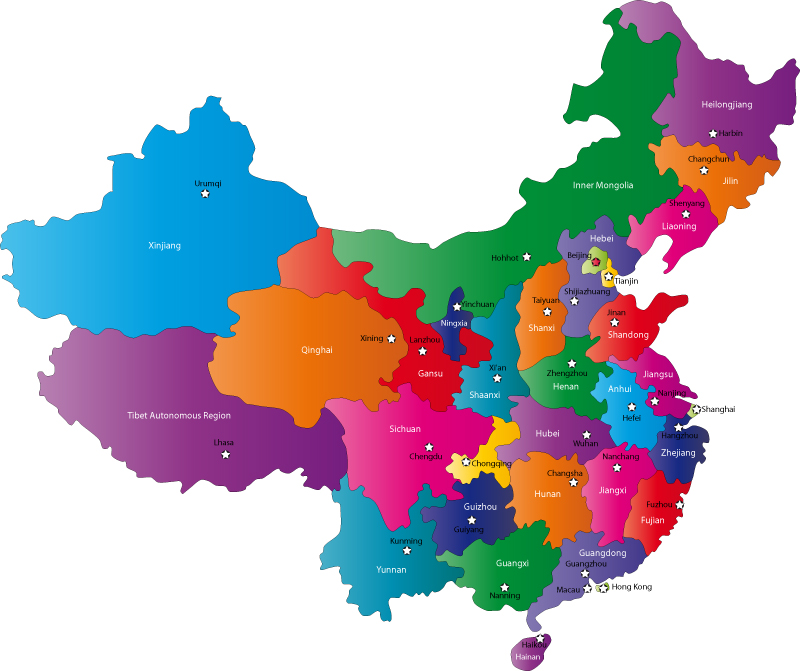 Heilongjiang
Harbin
Changchun
Jilin
Urumqi
Inner Mongolia
Shenyang
Liaoning
Xinjiang
Hebei
Hohhot
Beijing
Tianjin
Shijiazhuang
Yinchuan
Taiyuan
Jinan
Ningxia
Shanxi
Shandong
Xining
Lanzhou
Qinghai
Xi'an
Zhengzhou
Gansu
Henan
Jiangsu
Shaanxi
Anhui
Nanjing
Shanghai
Tibet Autonomous Region
Hefei
Sichuan
Hubei
Wuhan
Hangzhou
Lhasa
Chengdu
Zhejiang
Chongqing
Nanchang
Changsha
Hunan
Jiangxi
Guizhou
Fuzhou
Fujian
Guiyang
Kunming
Guangdong
Guangxi
Guangzhou
Yunnan
Macau
Hong Kong
Nanning
Haikou
Hainan